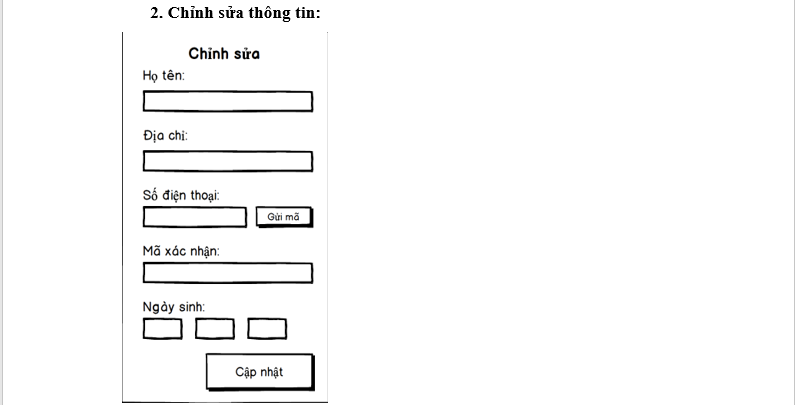 2. Chỉnh sửa thông tin:
Chỉnh sửa
Họ tên:
Địa chỉ:
Số điện thoại:
Gửi mã
Mã xác nhận:
Ngày sinh:
Cập nhật